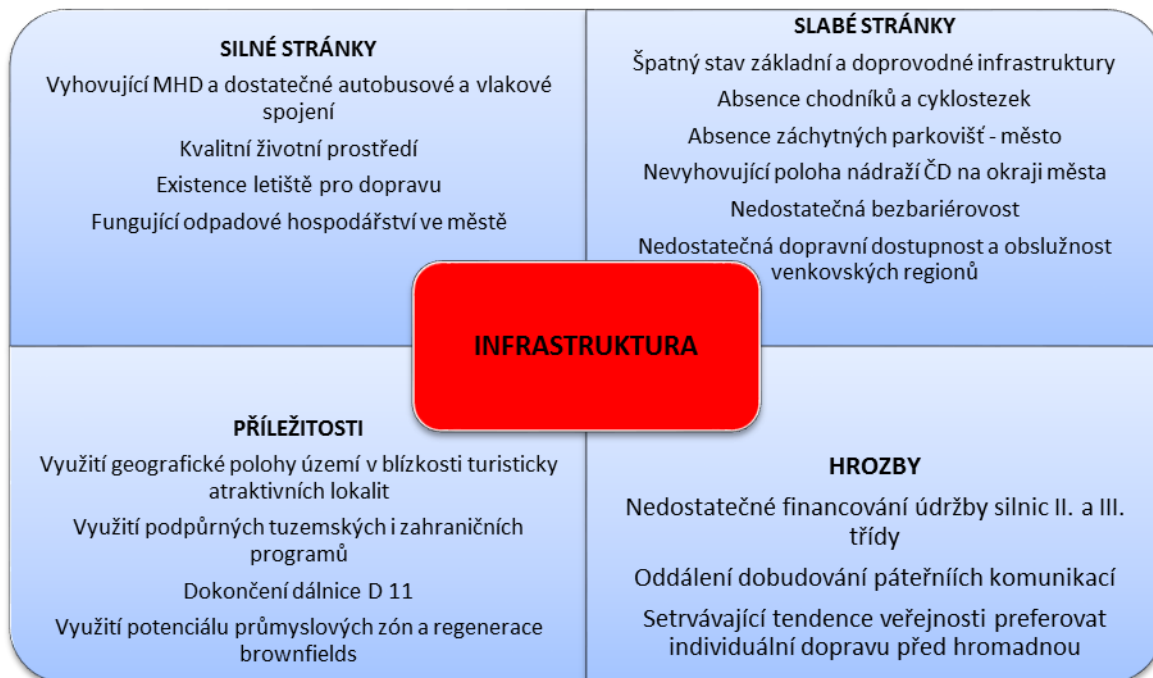 SILNÉ STRÁNKY
Vyhovující MHD a dostatečné autobusové a vlakové
spojení
Kvalitní životní prostředí
Existence letiště pro dopravu
Fungující odpadové hospodářství ve městě
SLABÉ STRÁNKY
Špatný stav základní a doprovodné infrastruktury
Absence chodníků a cyklostezek
Absence záchytných parkovišť - město
Nevyhovující poloha nádraží ČD na okraji města
Nedostatečná bezbariérovost
Nedostatečná dopravní dostupnost a obslužnost
venkovských regionů
INFRASTRUKTURA
PŘÍLEŽITOSTI
Využití geografické polohy území v blízkosti turisticky
atraktivních lokalit
Využití podpůrných tuzemských i zahraničních
programů
Dokončení dálnice D 11
Využití potenciálu průmyslových zón a regenerace
brownfields
HROZBY
Nedostatečné financování údržby silnic II. a III.
třídy
Oddálení dobudování páteřníích komunikací
Setrvávající tendence veřejnosti preferovat
individuální dopravu před hromadnou